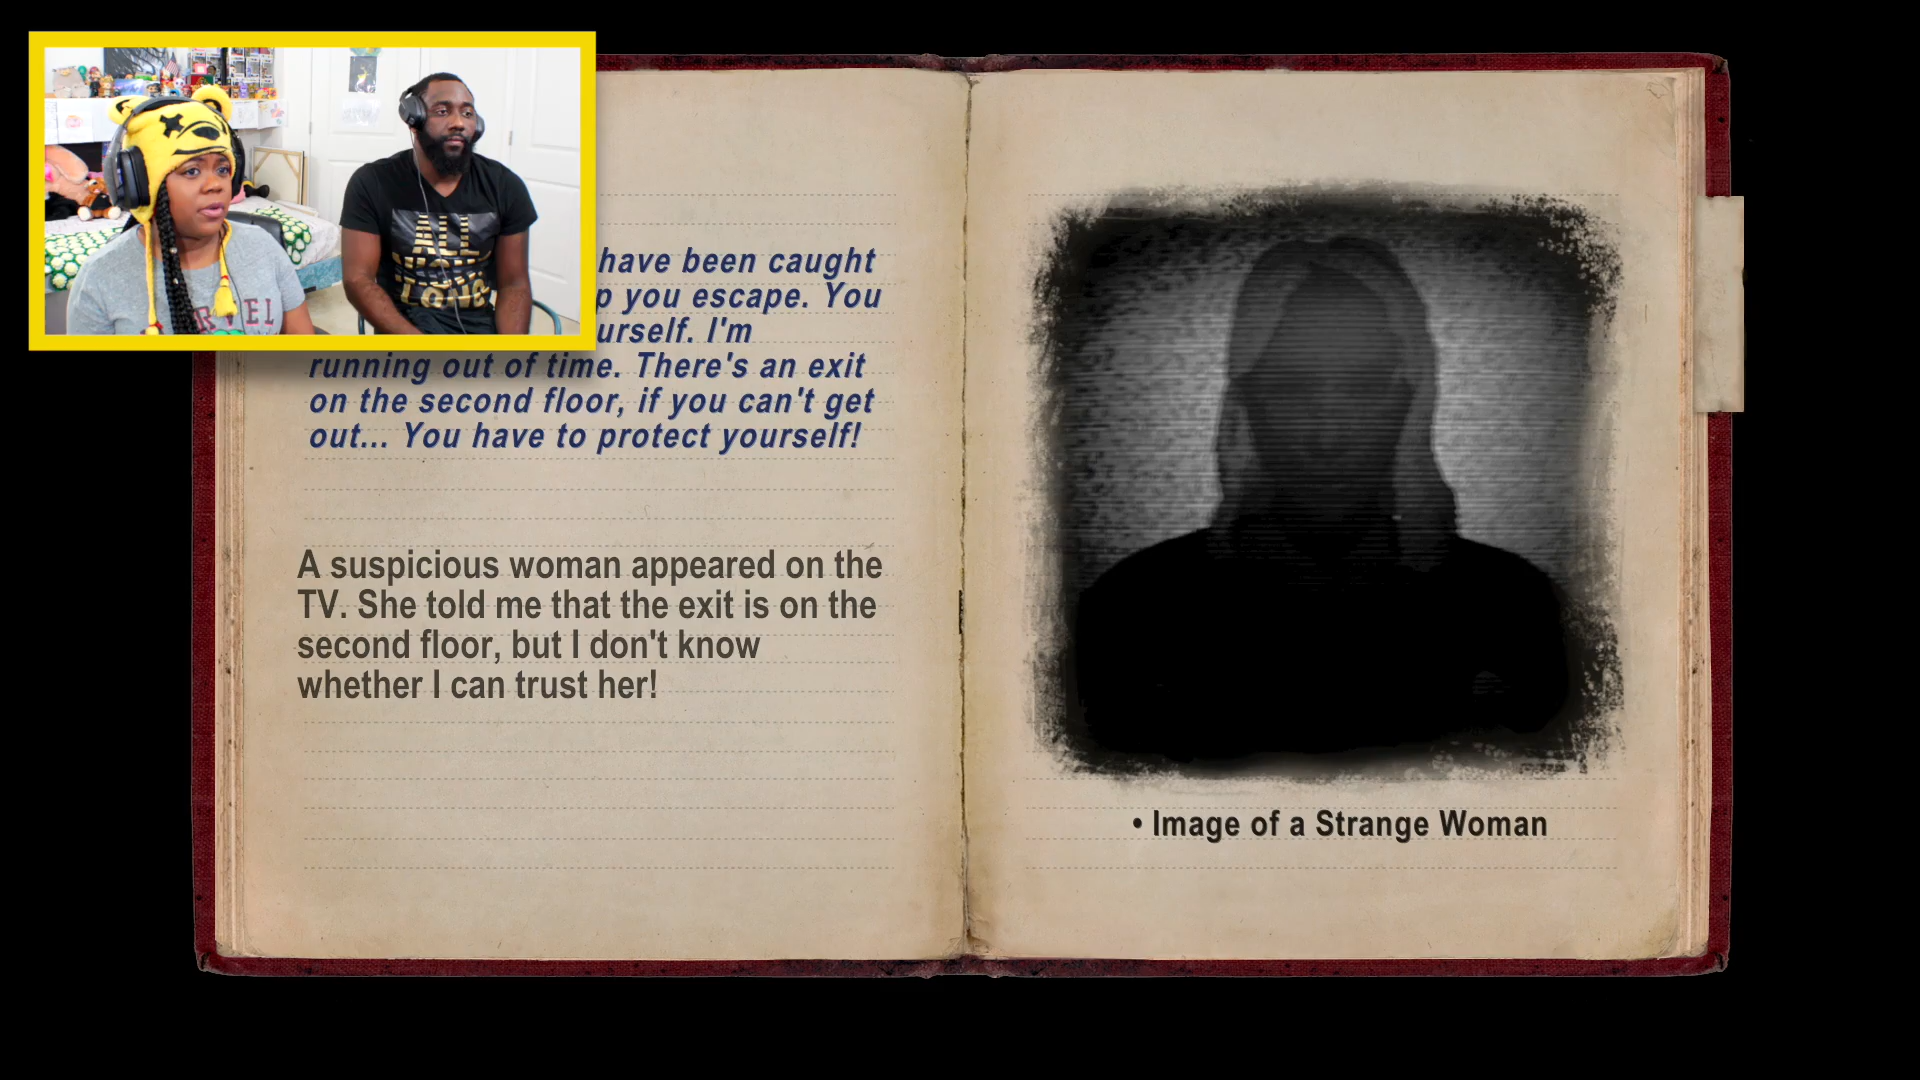 ALL
LONG
have been caught
p you escape. You
urself. I'm
running out of time. There's an exit
on the second floor, if you can't get
out... You have to protect yourself!
A suspicious woman appeared on the
TV. She told me that the exit is on the
second floor, but I don't know
whether I can trust her!
• Image of a Strange Woman